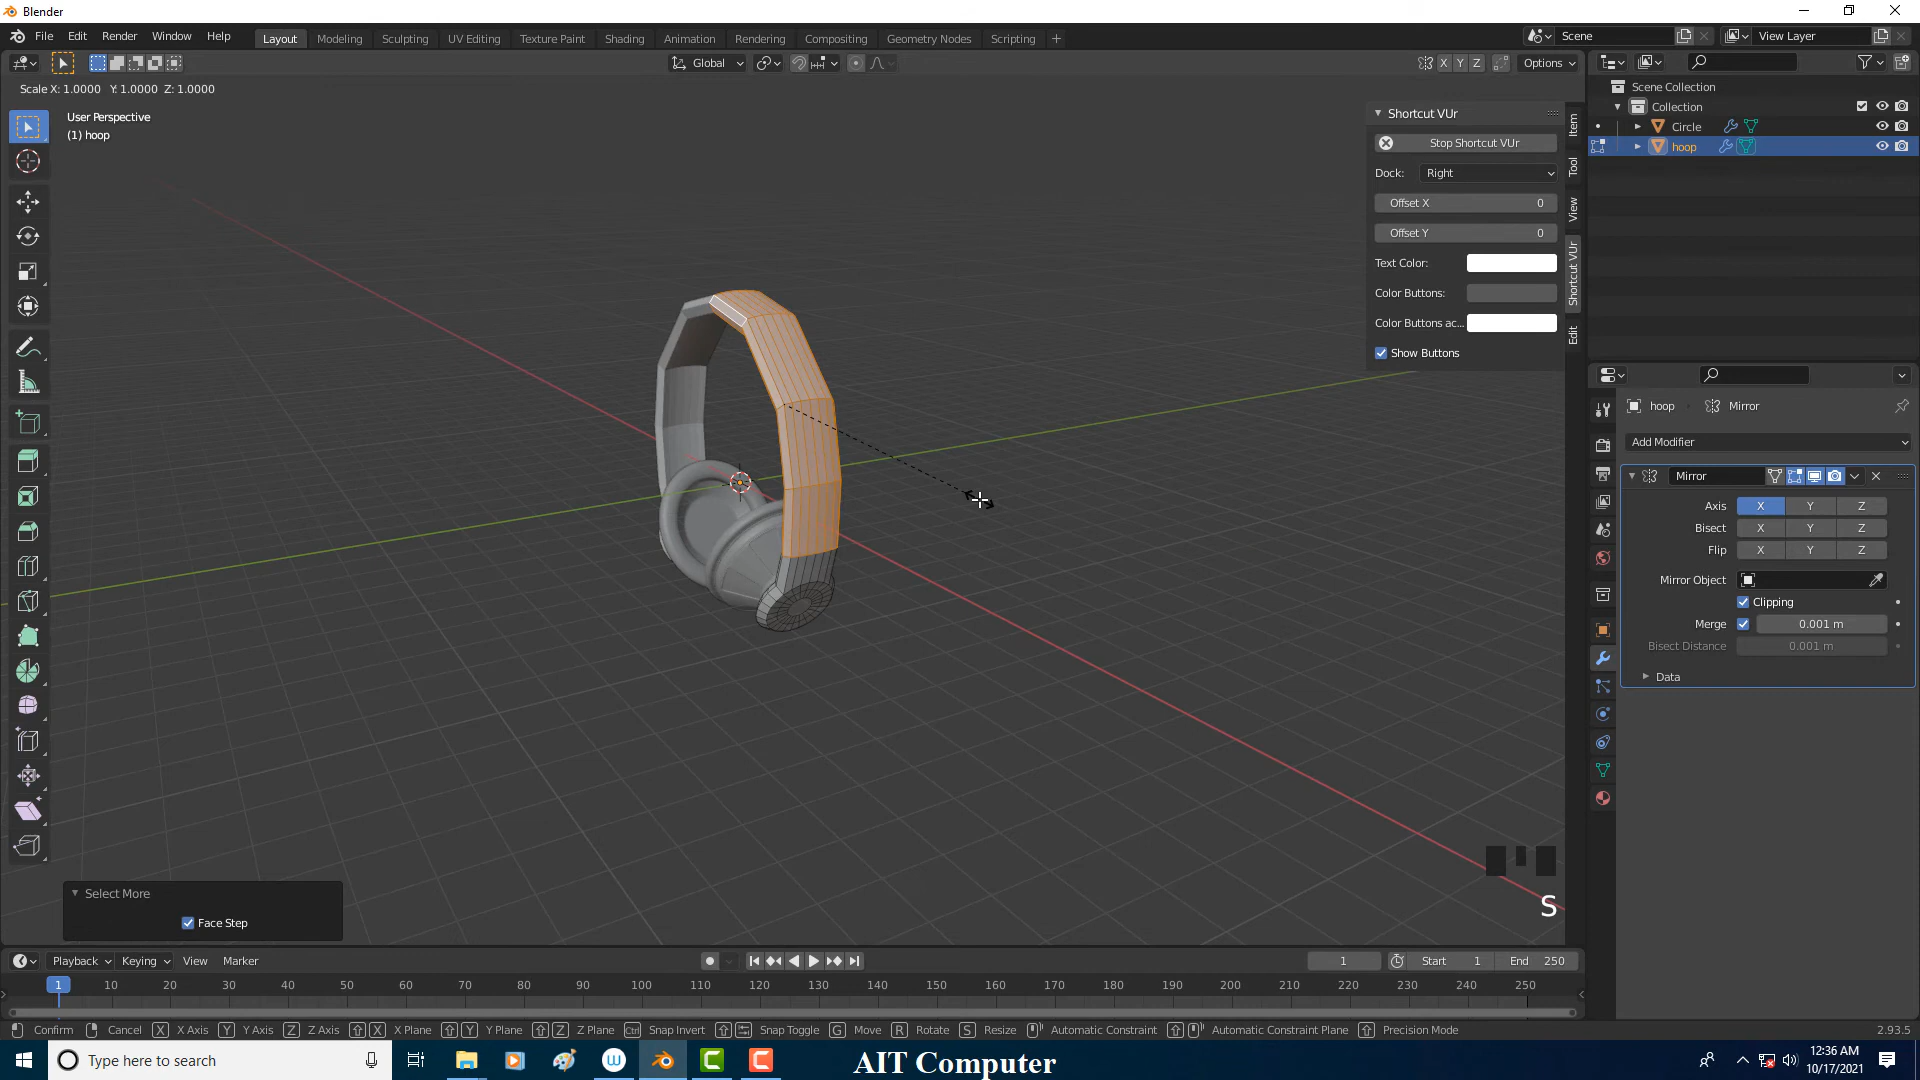 Blender
File Edit Render Window Help
Layout Modeling Sculpting UV Editing Texture Paint Shading Animation Rendering Compositing Geometry Nodes Scripting +
Scene
View Layer
Global
X Y Z
Options
Scale X: 1.0000 Y: 1.0000 Z: 1.0000
User Perspective
(1) hoop
Shortcut VUr
Stop Shortcut VUr
Dock: Right
Offset X 0
Offset Y 0
Text Color:
Color Buttons:
Color Buttons ac...
Show Buttons
Item
Tool
View
Shortcut VUr
Edit
Scene Collection
Collection
Circle
hoop
hoop
Mirror
Add Modifier
Mirror
Axis X Y Z
Bisect X Y Z
Flip X Y Z
Mirror Object
Clipping
Merge 0.001 m
Bisect Distance 0.001 m
Data
S
Select More
Face Step
Playback Keying View Marker
1 Start 1 End 250
1 10 20 30 40 50 60 70 80 90 100 110 120 130 140 150 160 170 180 190 200 210 220 230 240 250
Confirm Cancel X X Axis Y Y Axis Z Z Axis X X Plane Y Y Plane Z Z Plane Ctrl Snap Invert Snap Toggle G Move R Rotate S Resize Automatic Constraint Automatic Constraint Plane Precision Mode
2.93.5
Type here to search
AIT Computer
12:36 AM
10/17/2021